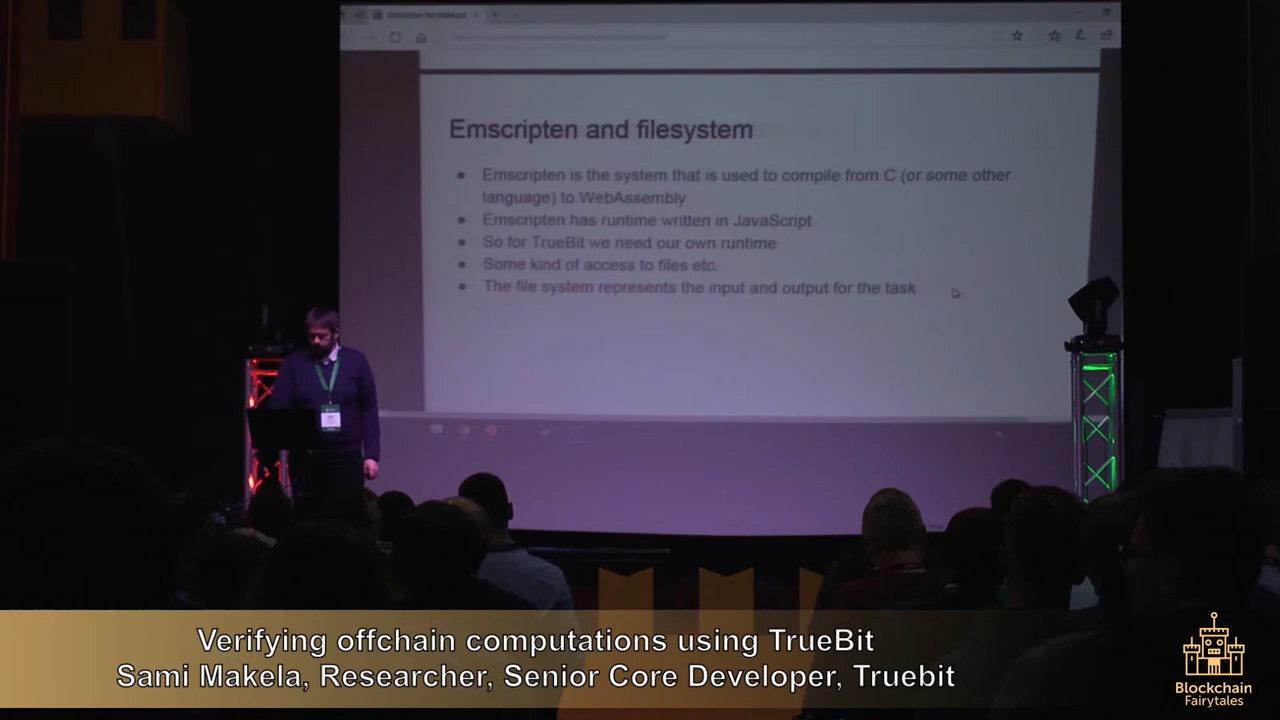 Blockchain fairytales.pdf
Emscripten and filesystem
● Emscripten is the system that is used to compile from C (or some other
language) to WebAssembly
● Emscripten has runtime written in JavaScript
● So for TrueBit we need our own runtime
● Some kind of access to files etc.
● The file system represents the input and output for the task
Verifying offchain computations using TrueBit
Sami Makela, Researcher, Senior Core Developer, Truebit
Blockchain
Fairytales